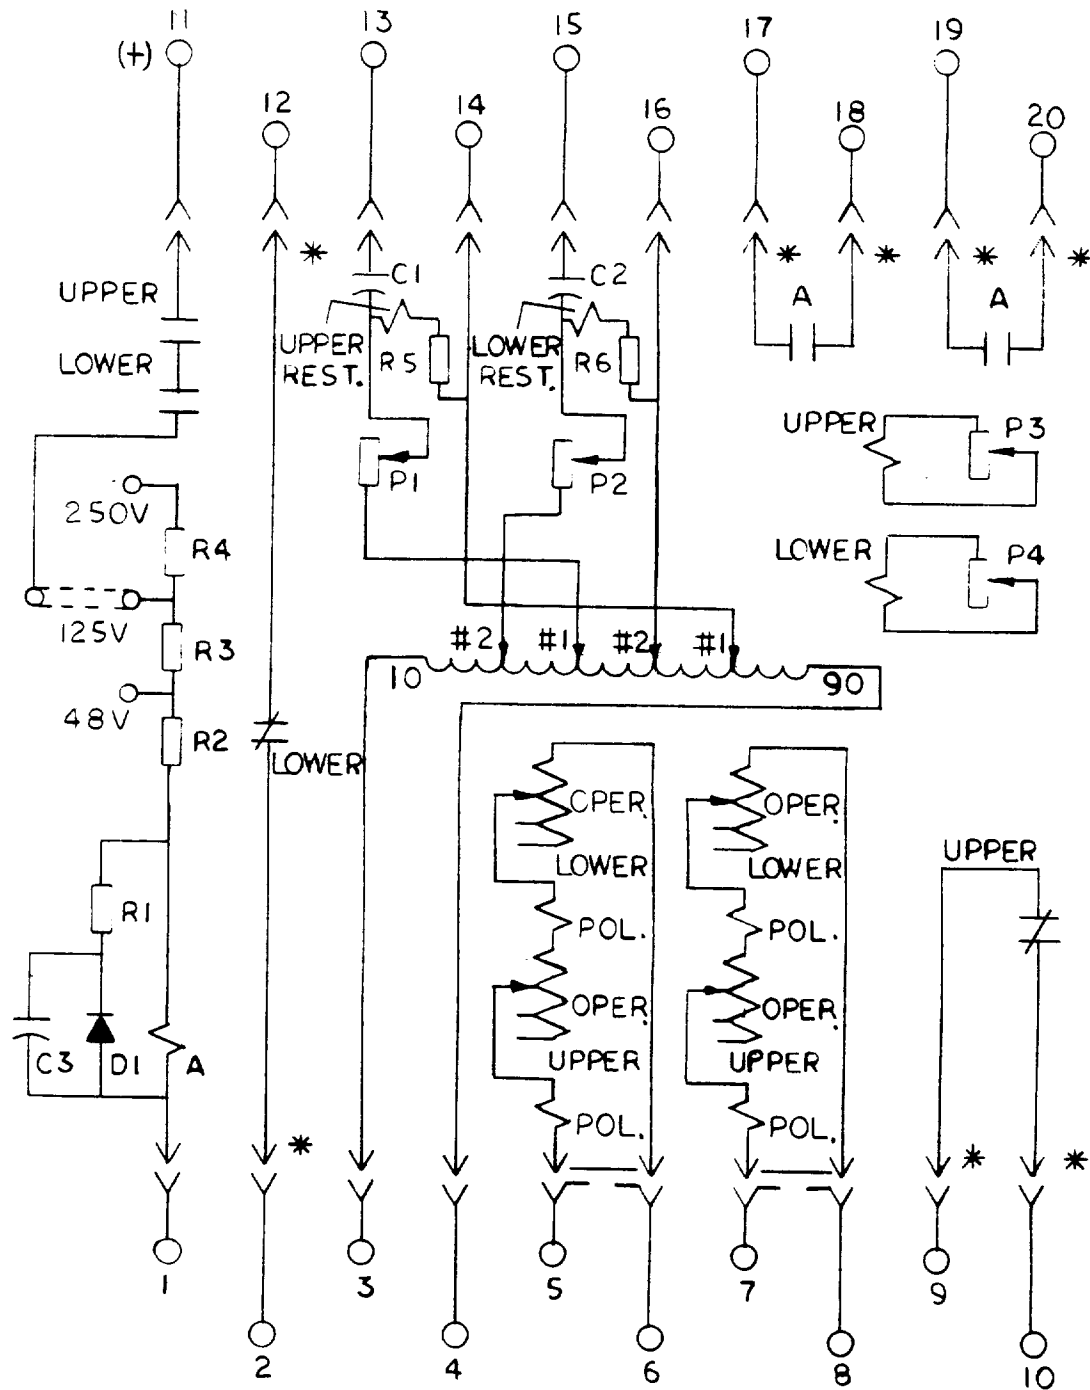 11 13 15 17 19
(+)
12 14 16 18 20
* * * * *
UPPER C1 C2 A A
LOWER UPPER REST. R5 LOWER REST. R6
UPPER P3
250V P1 P2
R4 LOWER P4
125V R3 #2 #1 #2 #1
10 90
48V R2
LOWER
CPER. OPER.
LOWER LOWER UPPER
R1 POL. POL.
OPER. OPER.
C3 D1 A UPPER UPPER
POL. POL.
* * *
1 3 5 7 9
2 4 6 8 10